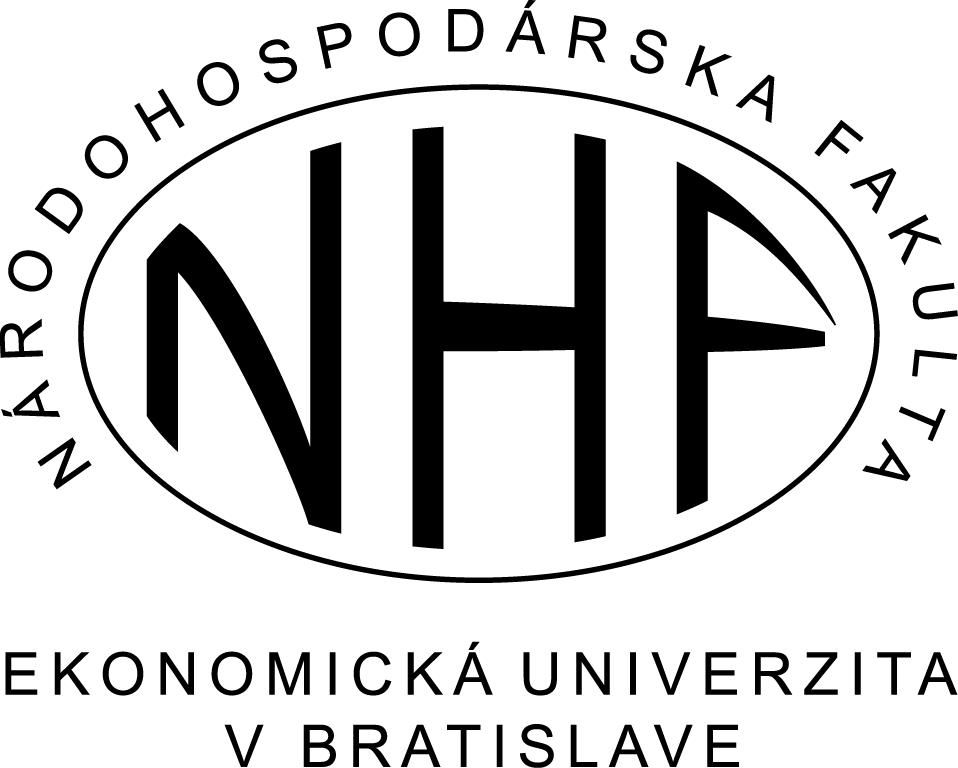 NÁRODOHOSPODÁRSKA FAKULTA
NHF
EKONOMICKÁ UNIVERZITA
V BRATISLAVE